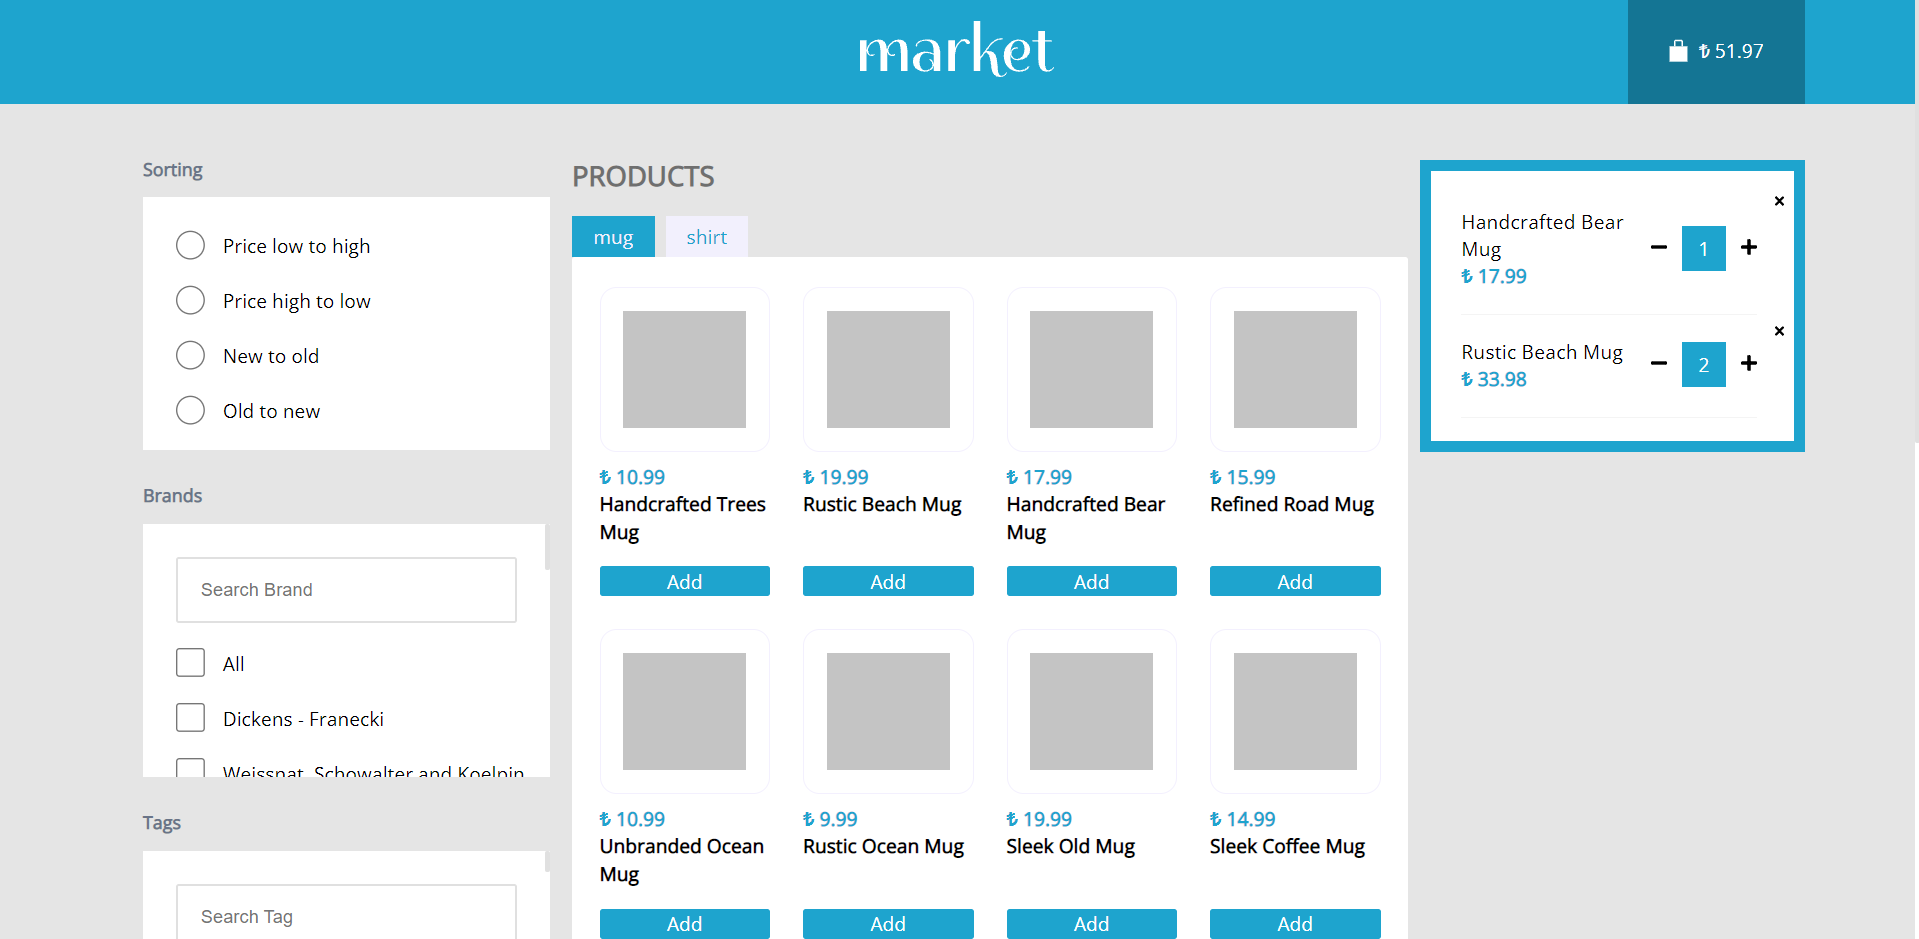 market
₺ 51.97
Sorting
Price low to high
Price high to low
New to old
Old to new
Brands
Search Brand
All
Dickens - Franecki
Weissnat, Schowalter and Koelpin
Tags
Search Tag
PRODUCTS
mug
shirt
₺ 10.99
Handcrafted Trees
Mug
Add
₺ 19.99
Rustic Beach Mug
Add
₺ 17.99
Handcrafted Bear
Mug
Add
₺ 15.99
Refined Road Mug
Add
₺ 10.99
Unbranded Ocean
Mug
Add
₺ 9.99
Rustic Ocean Mug
Add
₺ 19.99
Sleek Old Mug
Add
₺ 14.99
Sleek Coffee Mug
Add
Handcrafted Bear
Mug
₺ 17.99
1
Rustic Beach Mug
₺ 33.98
2